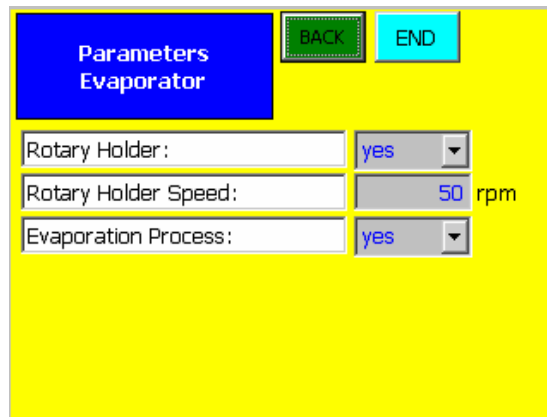 Parameters
Evaporator
BACK
END
Rotary Holder:
yes
Rotary Holder Speed:
50 rpm
Evaporation Process:
yes